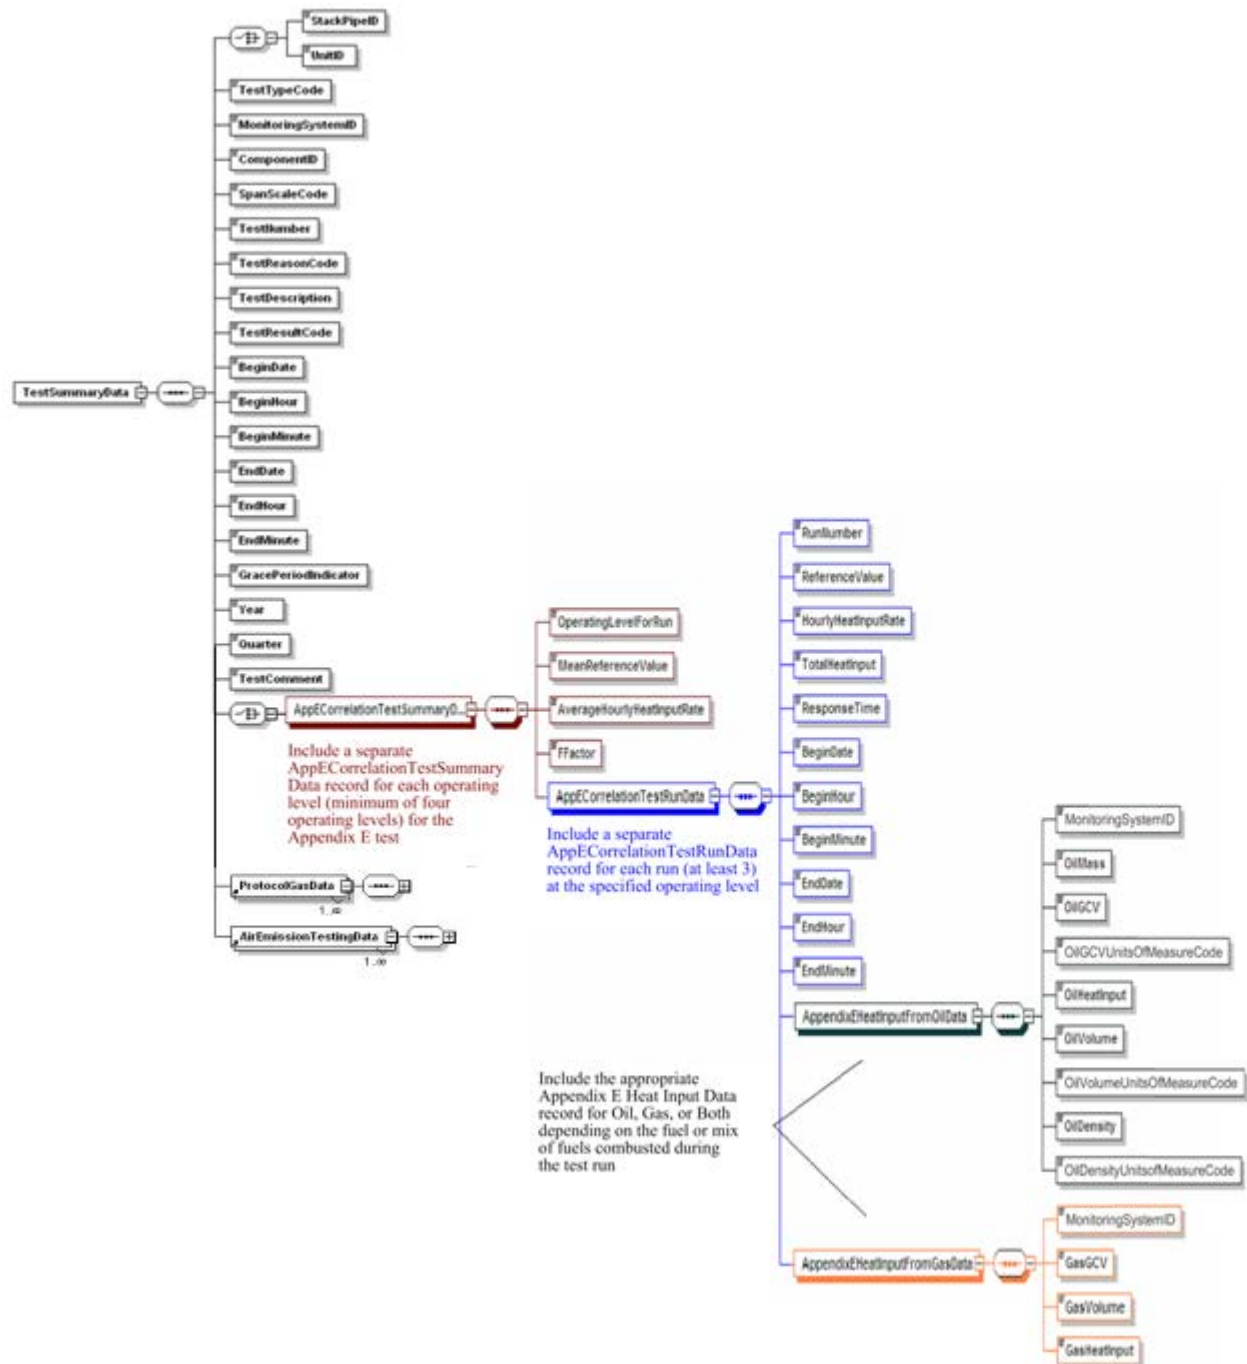 StackPipeID
UnitID
TestTypeCode
MonitoringSystemID
ComponentID
SpanScaleCode
TestNumber
TestReasonCode
TestDescription
TestResultCode
BeginDate
TestSummaryData
BeginHour
BeginMinute
EndDate
EndHour
EndMinute
GracePeriodIndicator
Year
Quarter
TestComment
AppECorrelationTestSummaryD...
Include a separate
AppECorrelationTestSummary
Data record for each operating
level (minimum of four
operating levels) for the
Appendix E test
ProtocolGasData
1..∞
AirEmissionTestingData
1..∞
OperatingLevelForRun
MeanReferenceValue
AverageHourlyHeatInputRate
FFactor
AppECorrelationTestRunData
Include a separate
AppECorrelationTestRunData
record for each run (at least 3)
at the specified operating level
RunNumber
ReferenceValue
HourlyHeatInputRate
TotalHeatInput
ResponseTime
BeginDate
BeginHour
BeginMinute
EndDate
EndHour
EndMinute
AppendixEHeatInputFromOilData
Include the appropriate
Appendix E Heat Input Data
record for Oil, Gas, or Both
depending on the fuel or mix
of fuels combusted during
the test run
AppendixEHeatInputFromGasData
MonitoringSystemID
OilMass
OilGCV
OilGCVUnitsOfMeasureCode
OilHeatInput
OilVolume
OilVolumeUnitsOfMeasureCode
OilDensity
OilDensityUnitsofMeasureCode
MonitoringSystemID
GasGCV
GasVolume
GasHeatInput